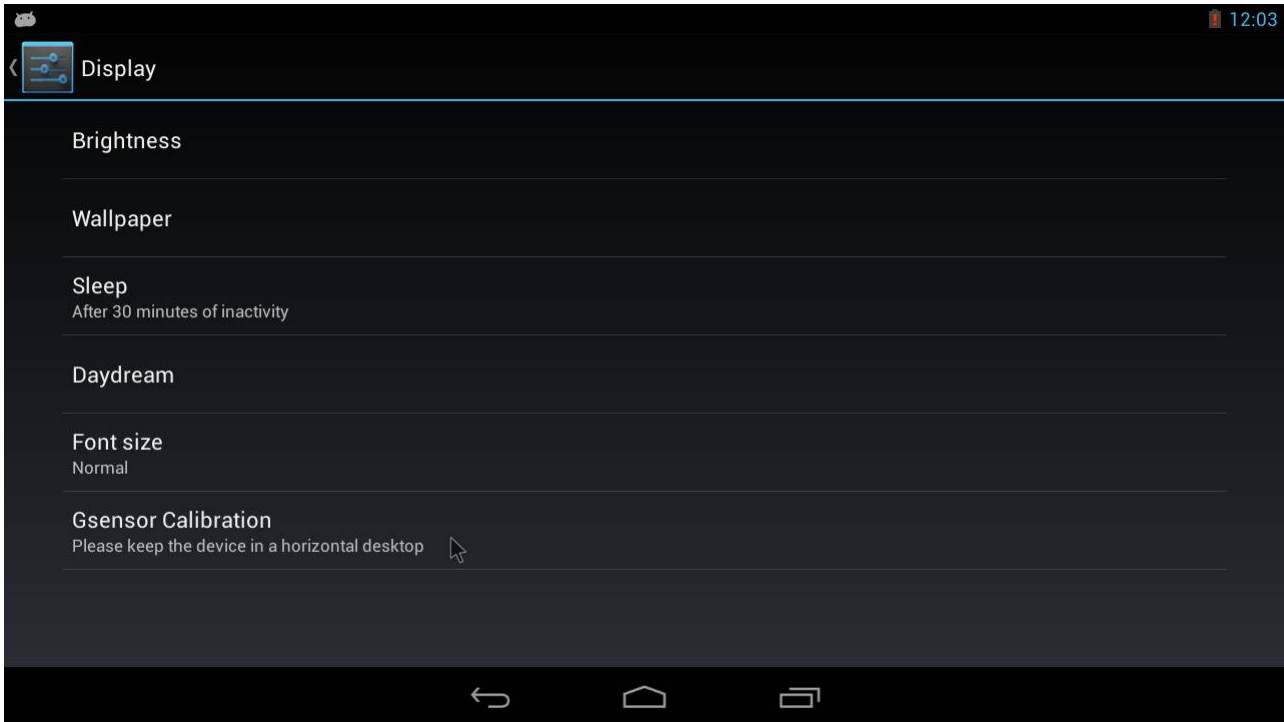 12:03
Display
Brightness
Wallpaper
Sleep
After 30 minutes of inactivity
Daydream
Font size
Normal
Gsensor Calibration
Please keep the device in a horizontal desktop